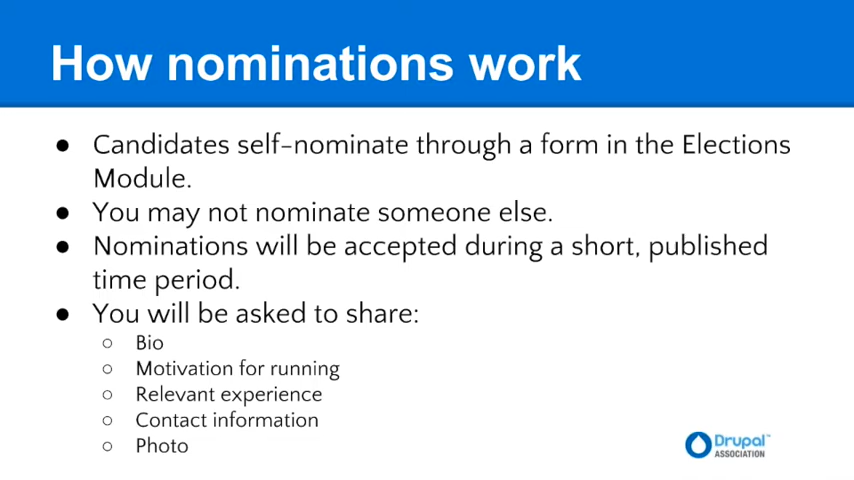 How nominations work
● Candidates self-nominate through a form in the Elections
Module.
● You may not nominate someone else.
● Nominations will be accepted during a short, published
time period.
● You will be asked to share:
○ Bio
○ Motivation for running
○ Relevant experience
○ Contact information
○ Photo
Drupal™
ASSOCIATION